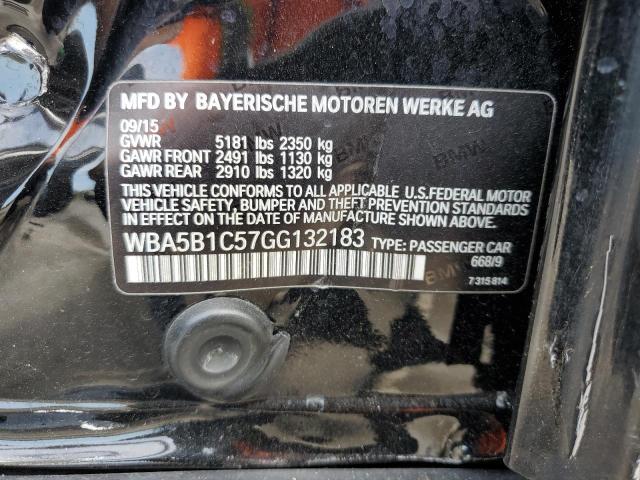 MFD BY BAYERISCHE MOTOREN WERKE AG
09/15
GVWR 5181 lbs 2350 kg
GAWR FRONT 2491 lbs 1130 kg
GAWR REAR 2910 lbs 1320 kg
THIS VEHICLE CONFORMS TO ALL APPLICABLE U.S.FEDERAL MOTOR
VEHICLE SAFETY, BUMPER AND THEFT PREVENTION STANDARDS
IN EFFECT ON THE DATE OF MANUFACTURE SHOWN ABOVE.
WBA5B1C57GG132183 TYPE: PASSENGER CAR
668/9
7315814